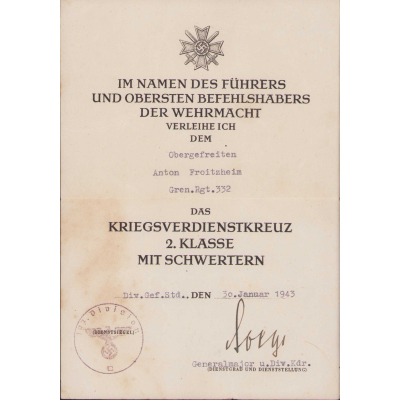 IM NAMEN DES FÜHRERS
UND OBERSTEN BEFEHLSHABERS
DER WEHRMACHT
VERLEIHE ICH
DEM
Obergefreiten
Anton Froitzheim
Gren.Rgt.332
DAS
KRIEGSVERDIENSTKREUZ
2. KLASSE
MIT SCHWERTERN
Div.Gef.Std., DEN 30.Januar 1943
(DIENSTSIEGEL)
Generalmajor u.Div.Kdr.
(DIENSTGRAD UND DIENSTSTELLUNG)